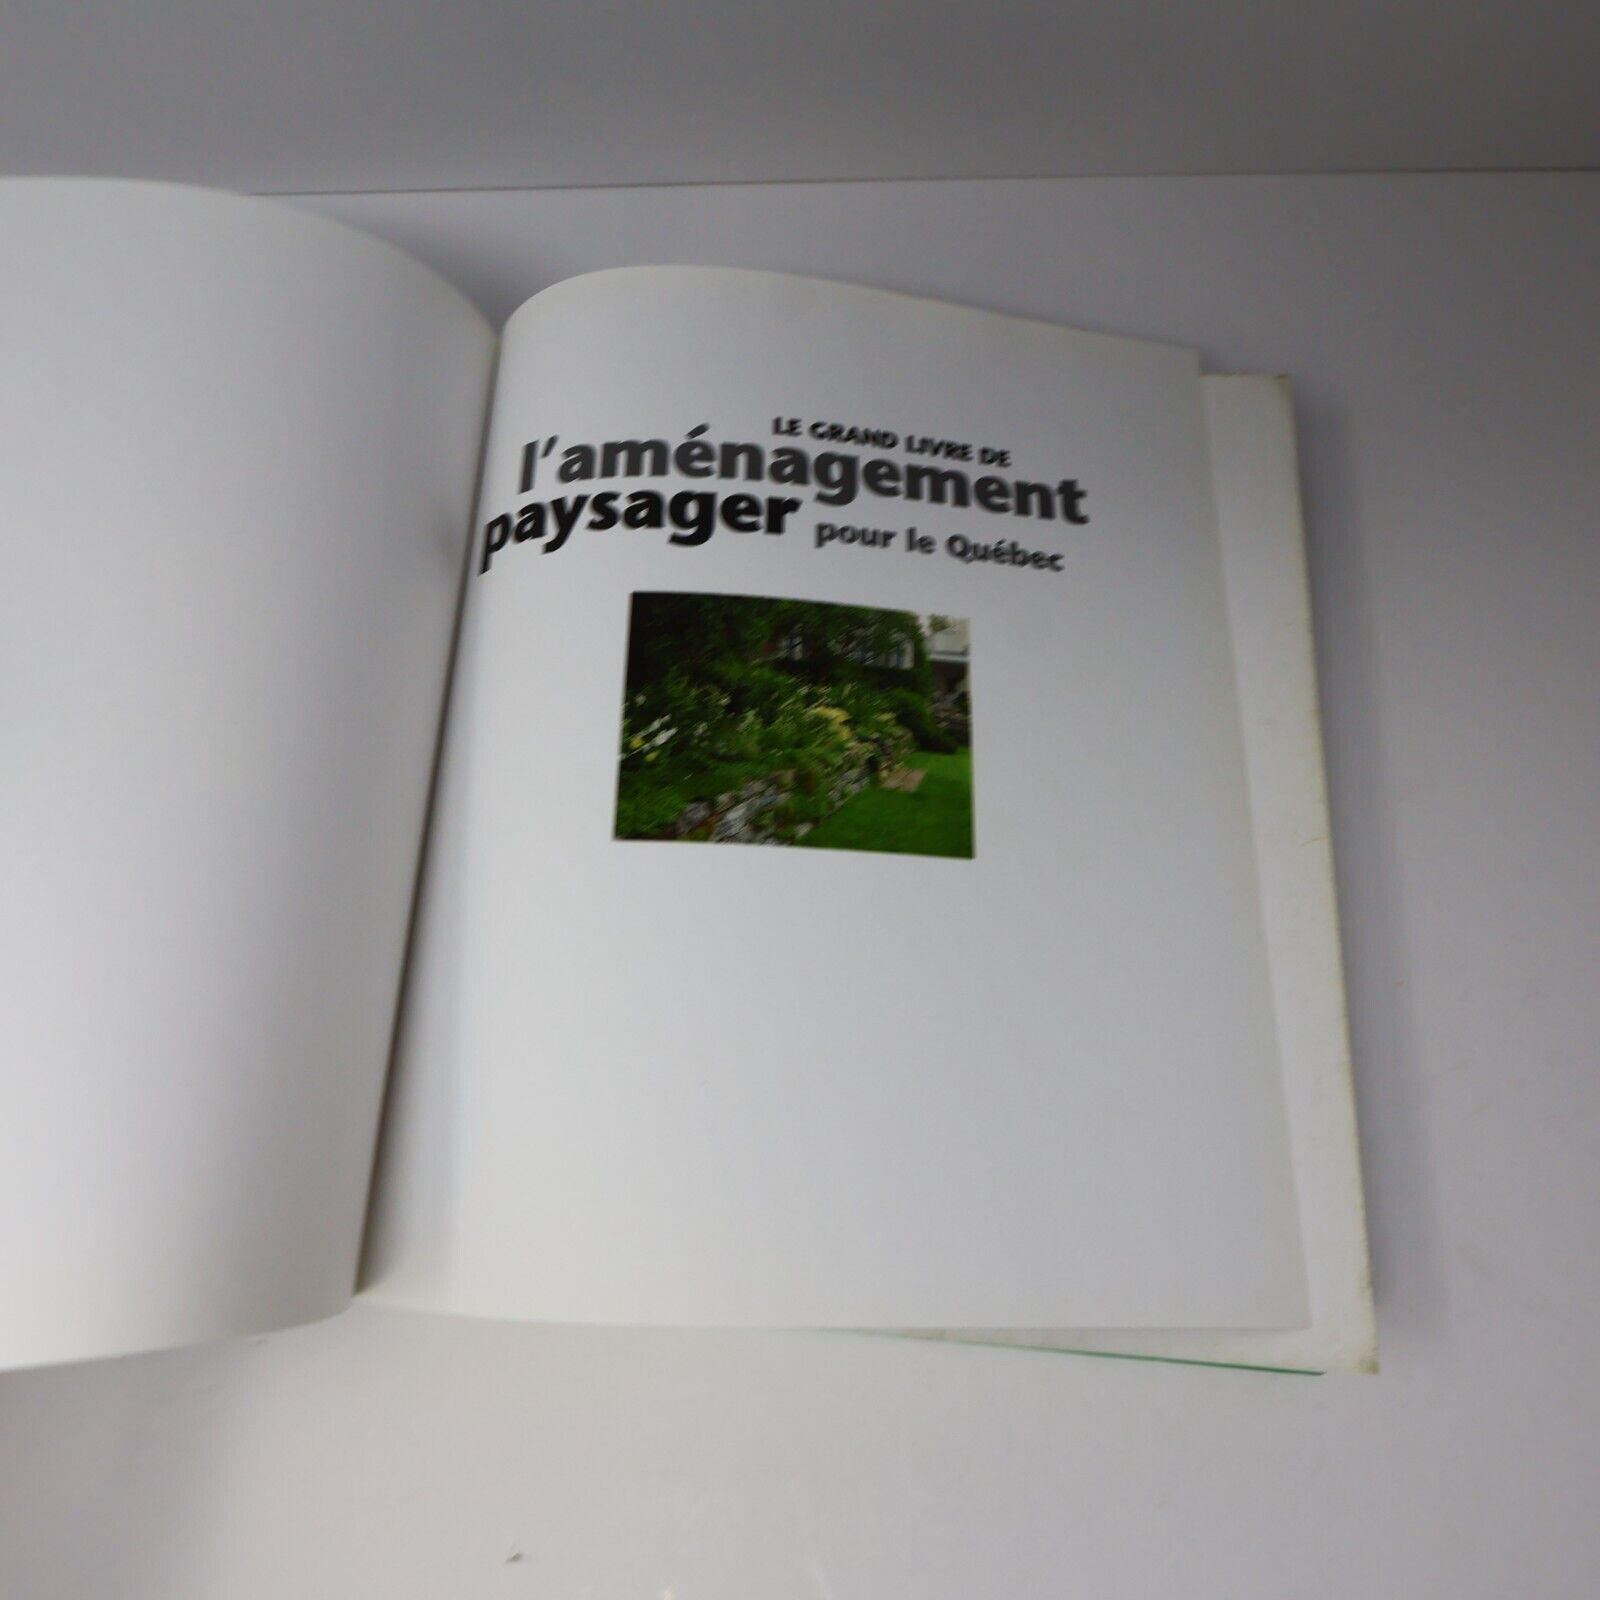 LE GRAND LIVRE DE
l'aménagement
paysager pour le Québec